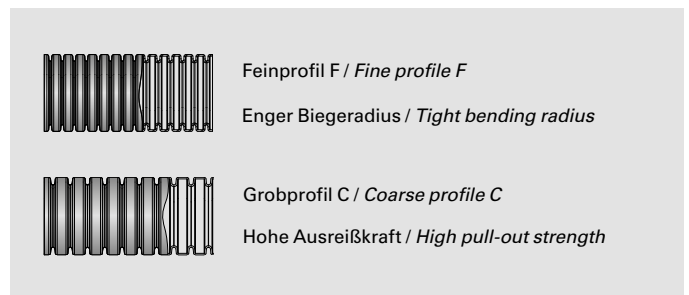 Feinprofil F / Fine profile F
Enger Biegeradius / Tight bending radius
Grobprofil C / Coarse profile C
Hohe Ausreißkraft / High pull-out strength